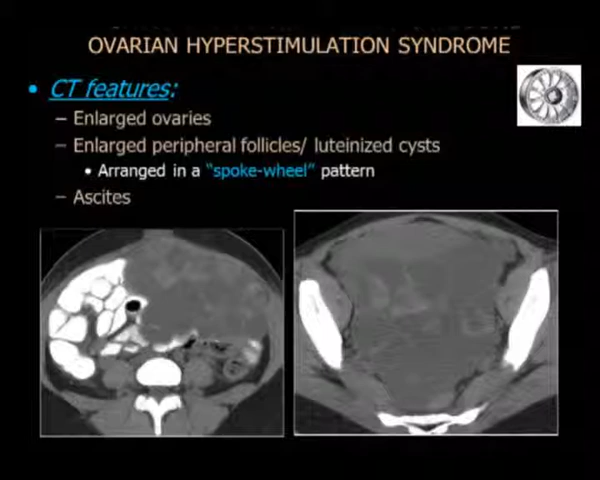 OVARIAN HYPERSTIMULATION SYNDROME
• CT features:
– Enlarged ovaries
– Enlarged peripheral follicles/ luteinized cysts
• Arranged in a “spoke-wheel” pattern
– Ascites